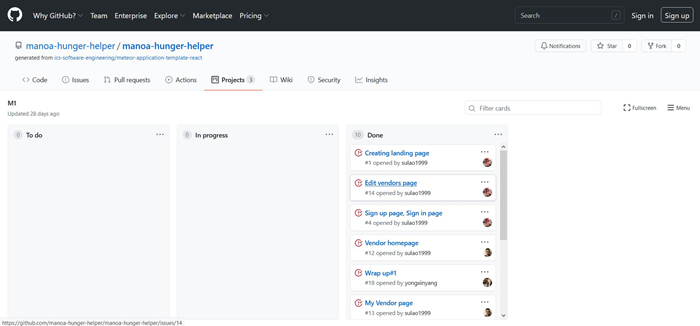 Why GitHub? Team Enterprise Explore Marketplace Pricing Search / Sign in Sign up
manoa-hunger-helper / manoa-hunger-helper Notifications Star 0 Fork 0
generated from ics-software-engineering/meteor-application-template-react
Code Issues Pull requests Actions Projects 3 Wiki Security Insights
M1
Updated 28 days ago
Filter cards Fullscreen Menu
0 To do
0 In progress
10 Done
Creating landing page
#1 opened by sulao1999
Edit vendors page
#14 opened by sulao1999
Sign up page, Sign in page
#4 opened by sulao1999
Vendor homepage
#12 opened by sulao1999
Wrap up#1
#18 opened by yongxinyang
My Vendor page
#13 opened by sulao1999
https://github.com/manoa-hunger-helper/manoa-hunger-helper/issues/14